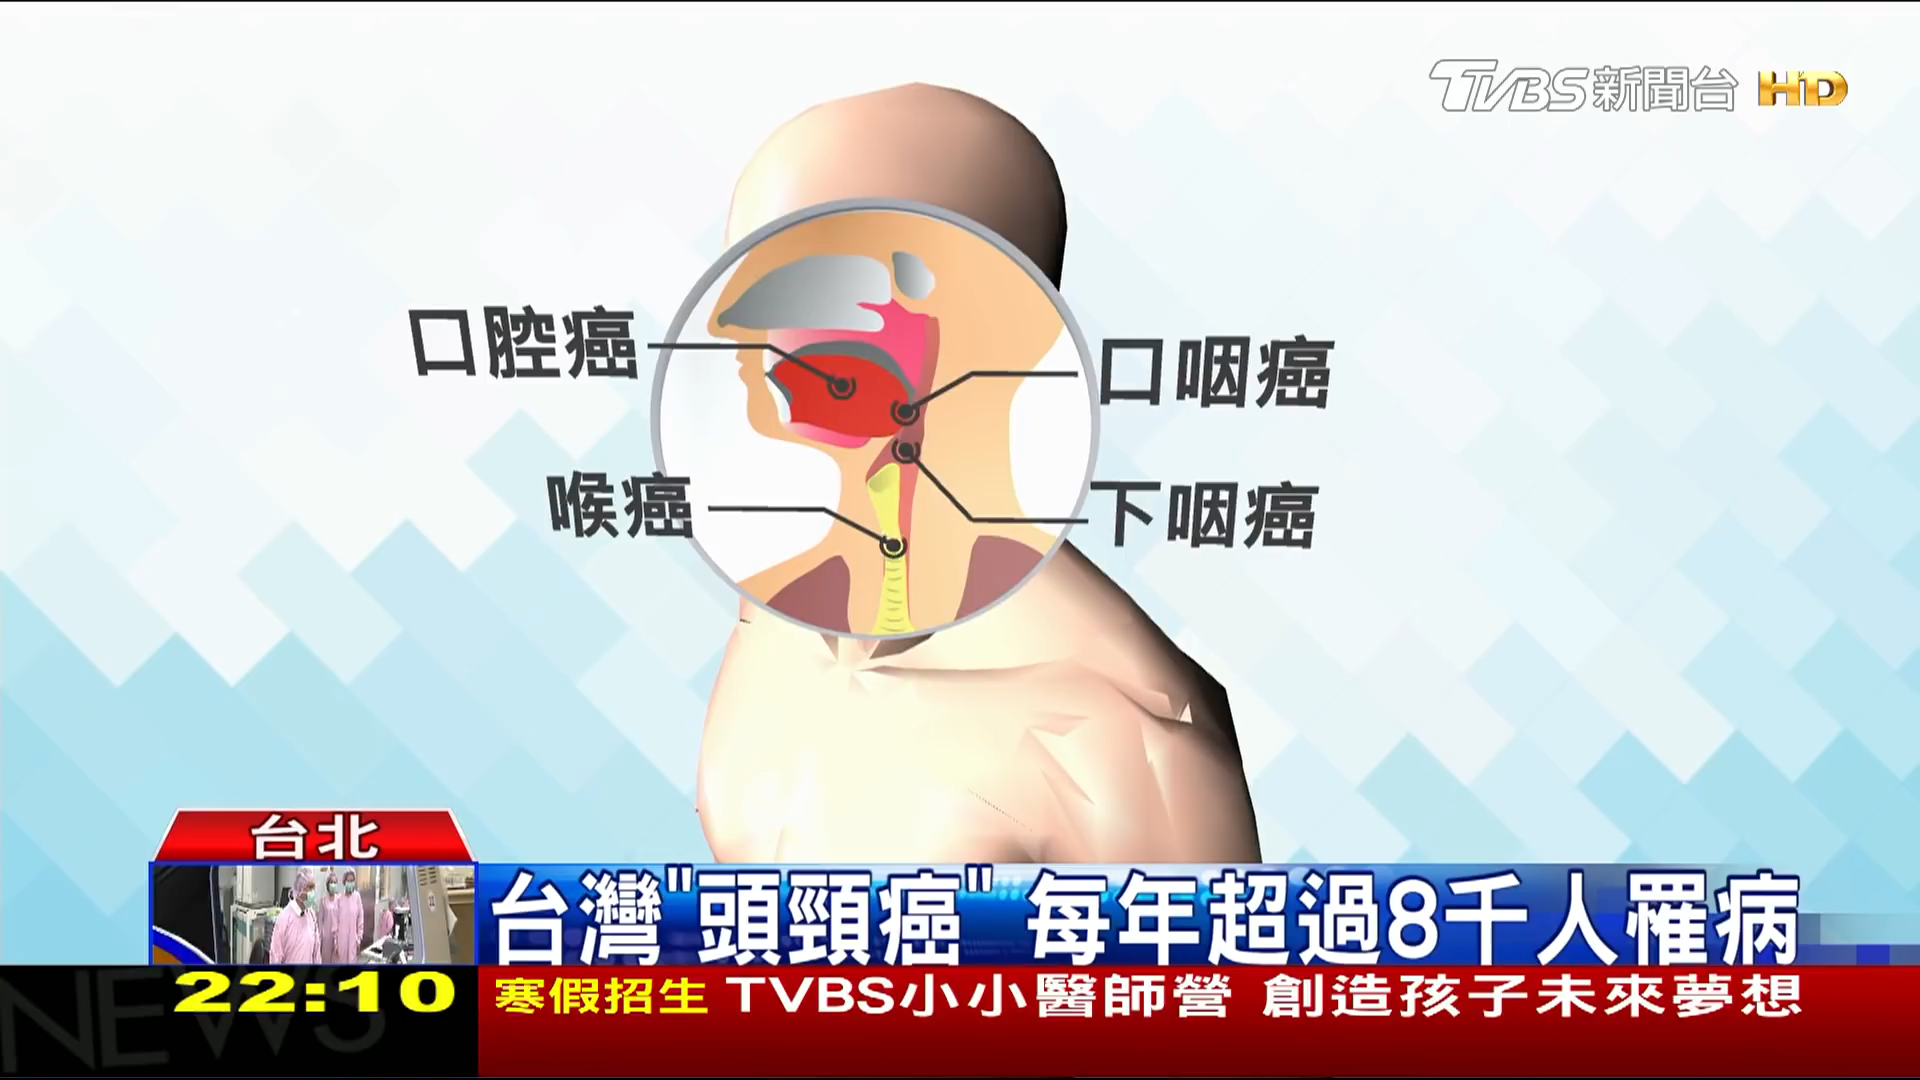 TVBS新聞台 HD
口腔癌
口咽癌
喉癌
下咽癌
台北
台灣"頭頸癌" 每年超過8千人罹病
NEWS
22:10
寒假招生 TVBS小小醫師營 創造孩子未來夢想